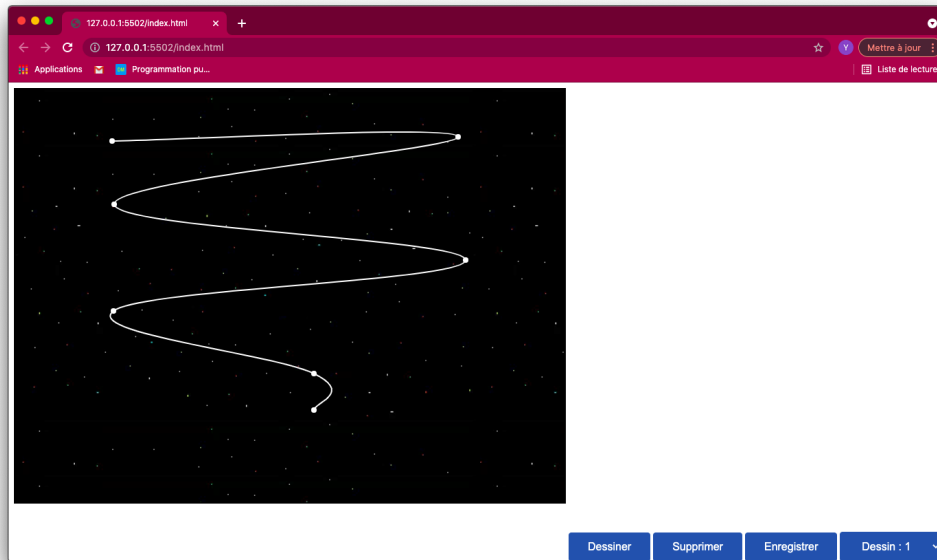 127.0.0.1:5502/index.html
127.0.0.1:5502/index.html
Y
Mettre à jour
Applications
DM
Programmation pu...
Liste de lecture
Dessiner
Supprimer
Enregistrer
Dessin : 1